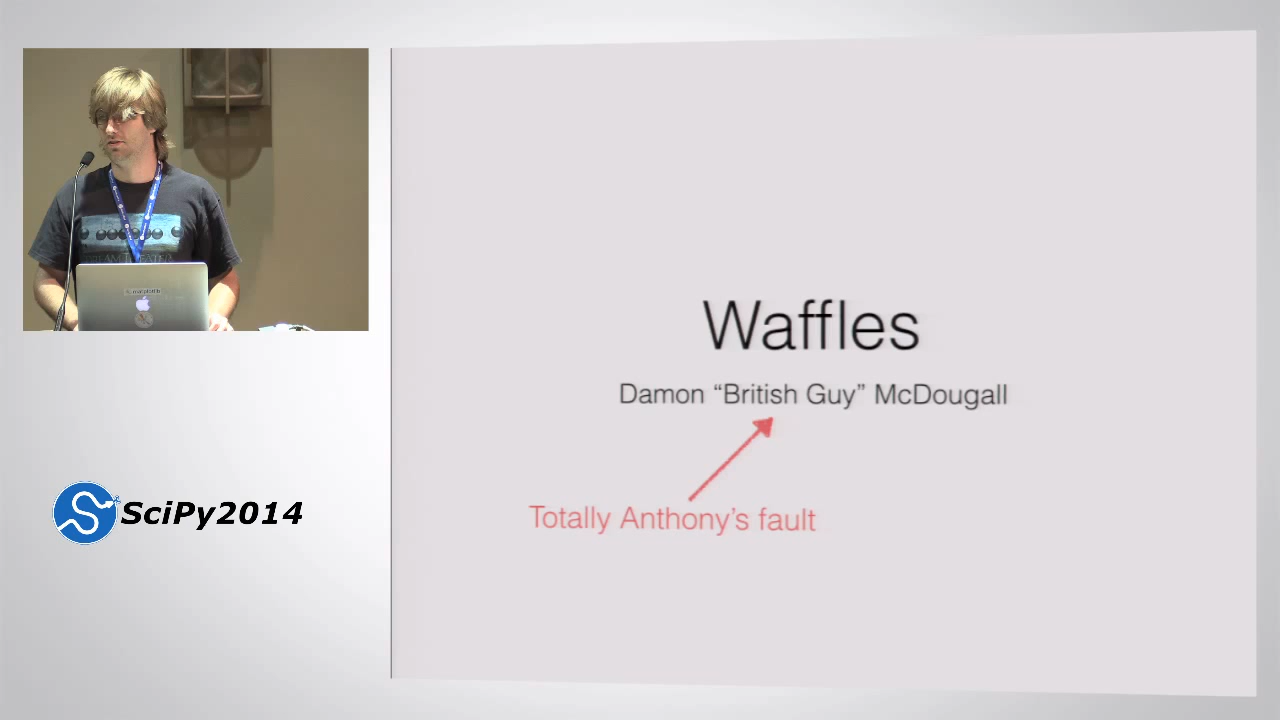 Waffles
Damon “British Guy” McDougall
Totally Anthony’s fault
SciPy2014